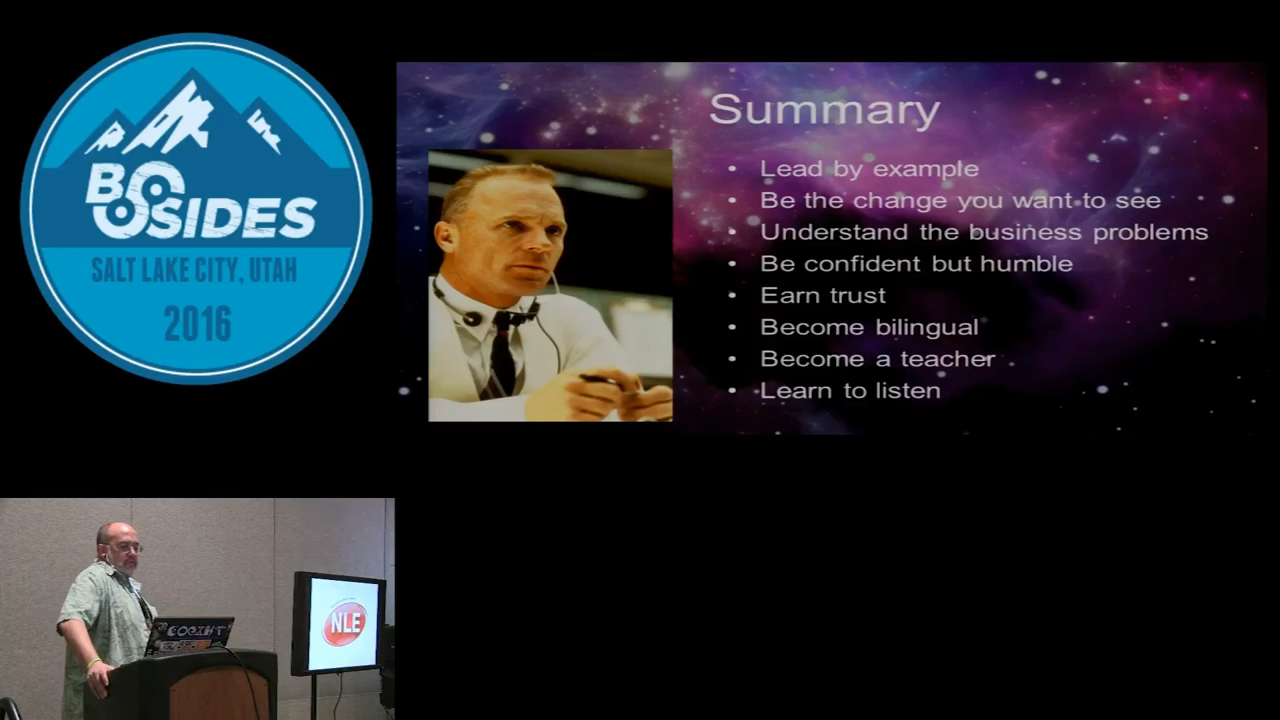 BSIDES
SALT LAKE CITY, UTAH
2016
Summary
• Lead by example
• Be the change you want to see
• Understand the business problems
• Be confident but humble
• Earn trust
• Become bilingual
• Become a teacher
• Learn to listen
NLE